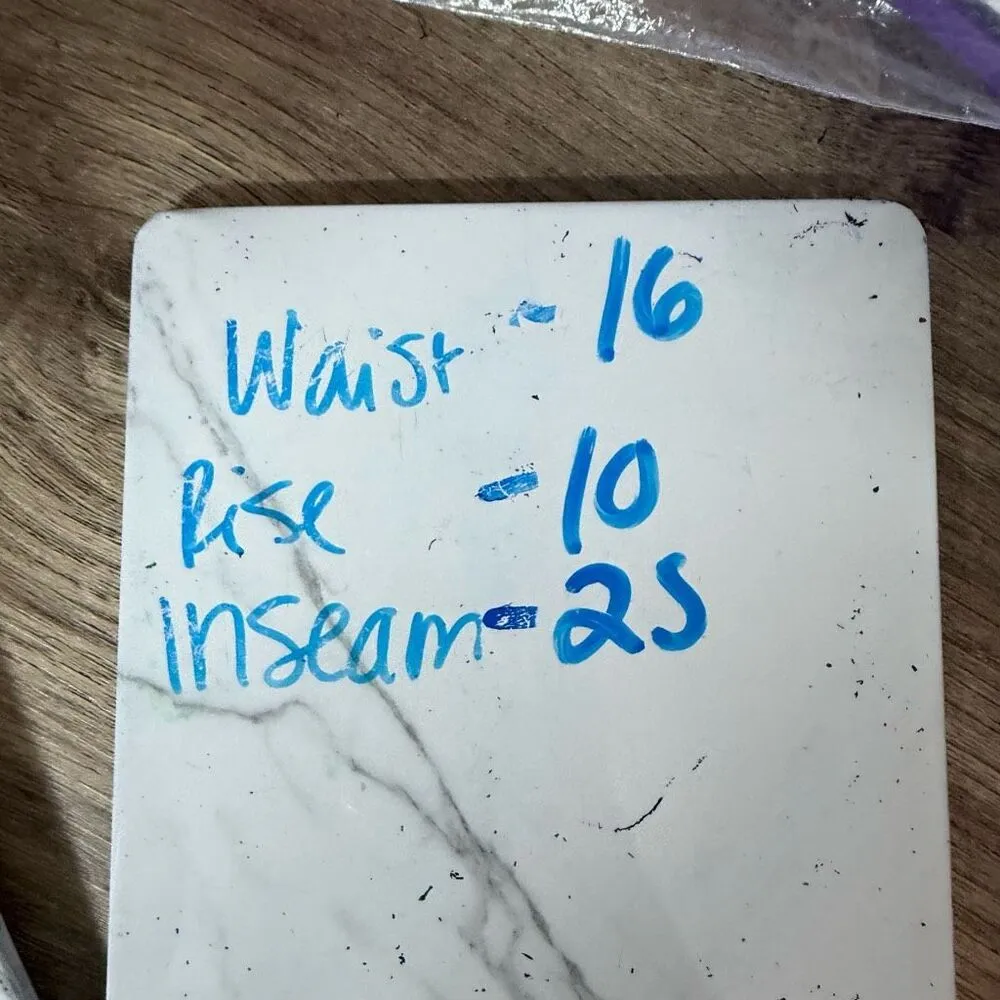 Waist - 16
Rise - 10
Inseam - 25